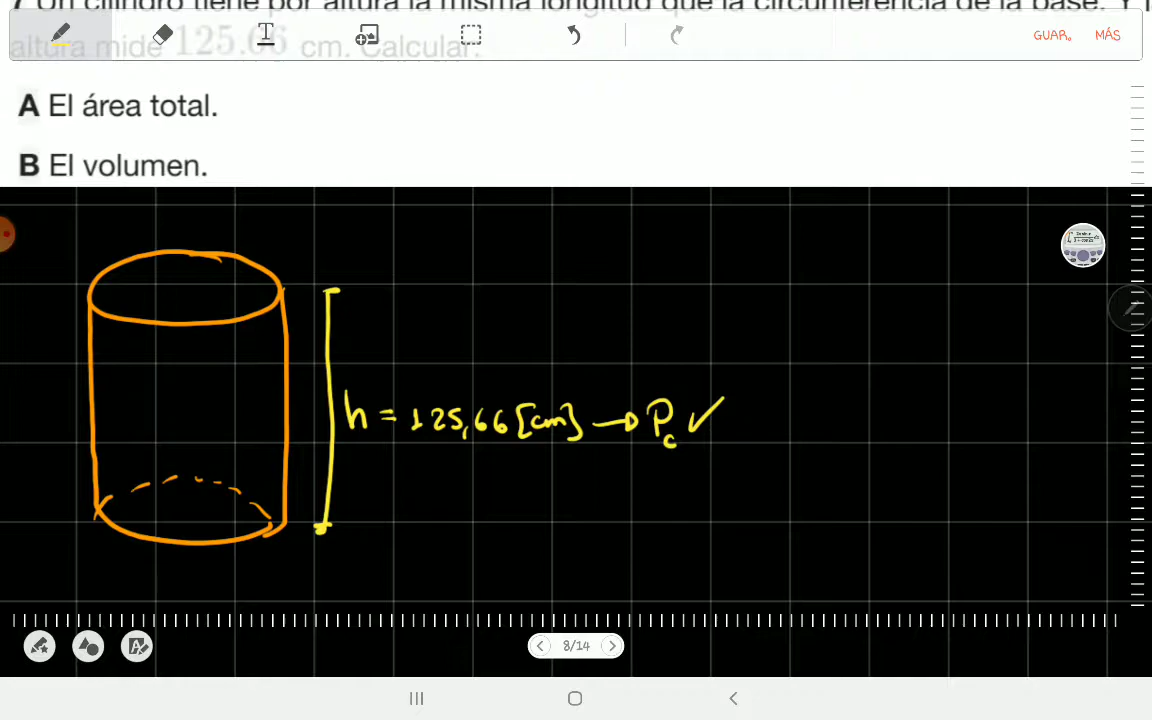 7 Un cilindro tiene por altura la misma longitud que la circunferencia de la base. Y l
altura mide 125.66 cm. Calcular:
T
GUAR.
MÁS
A El área total.
B El volumen.
h = 125,66 [cm] → Pc ✓
8/14